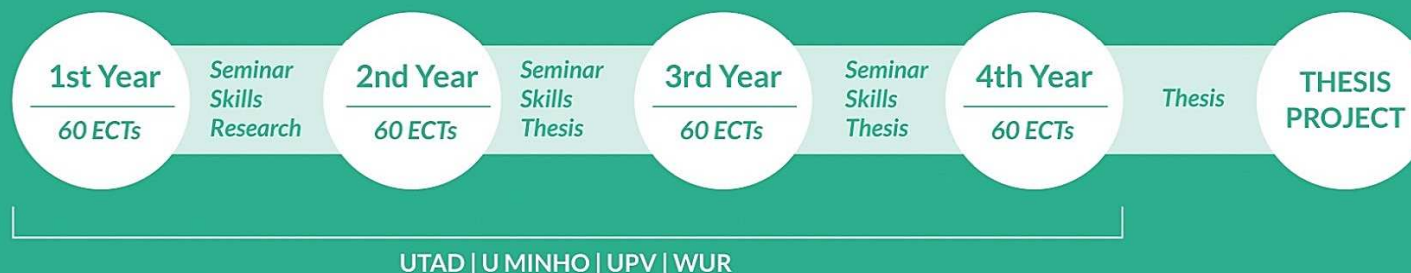 1st Year
60 ECTs
Seminar
Skills
Research
2nd Year
60 ECTs
Seminar
Skills
Thesis
3rd Year
60 ECTs
Seminar
Skills
Thesis
4th Year
60 ECTs
Thesis
THESIS
PROJECT
UTAD | U MINHO | UPV | WUR